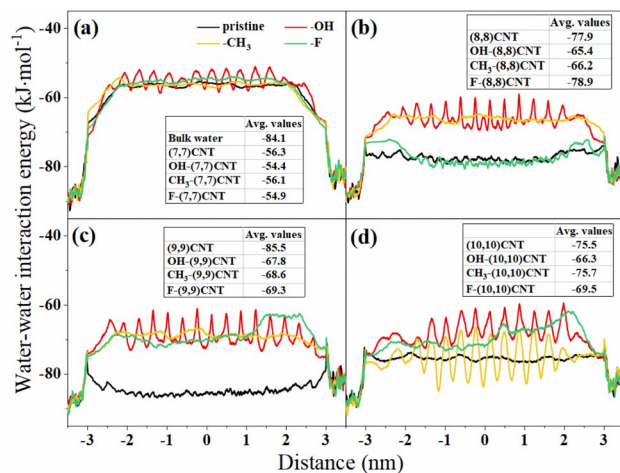 Water-water interaction energy (kJ·mol⁻¹)
pristine -OH
-CH₃ -F
(a)
-40
-60
-80
Avg. values
Bulk water -84.1
(7,7)CNT -56.3
OH-(7,7)CNT -54.4
CH₃-(7,7)CNT -56.1
F-(7,7)CNT -54.9
(b)
Avg. values
(8,8)CNT -77.9
OH-(8,8)CNT -65.4
CH₃-(8,8)CNT -66.2
F-(8,8)CNT -78.9
(c)
-40
-60
-80
Avg. values
(9,9)CNT -85.5
OH-(9,9)CNT -67.8
CH₃-(9,9)CNT -68.6
F-(9,9)CNT -69.3
(d)
Avg. values
(10,10)CNT -75.5
OH-(10,10)CNT -66.3
CH₃-(10,10)CNT -75.7
F-(10,10)CNT -69.5
-3 -2 -1 0 1 2 3 -3 -2 -1 0 1 2 3
Distance (nm)